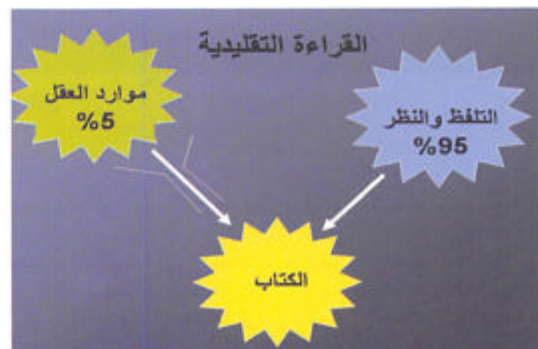 القراءة التقليدية
التلفظ والنظر
%95
موارد العقل
%5
الكتاب